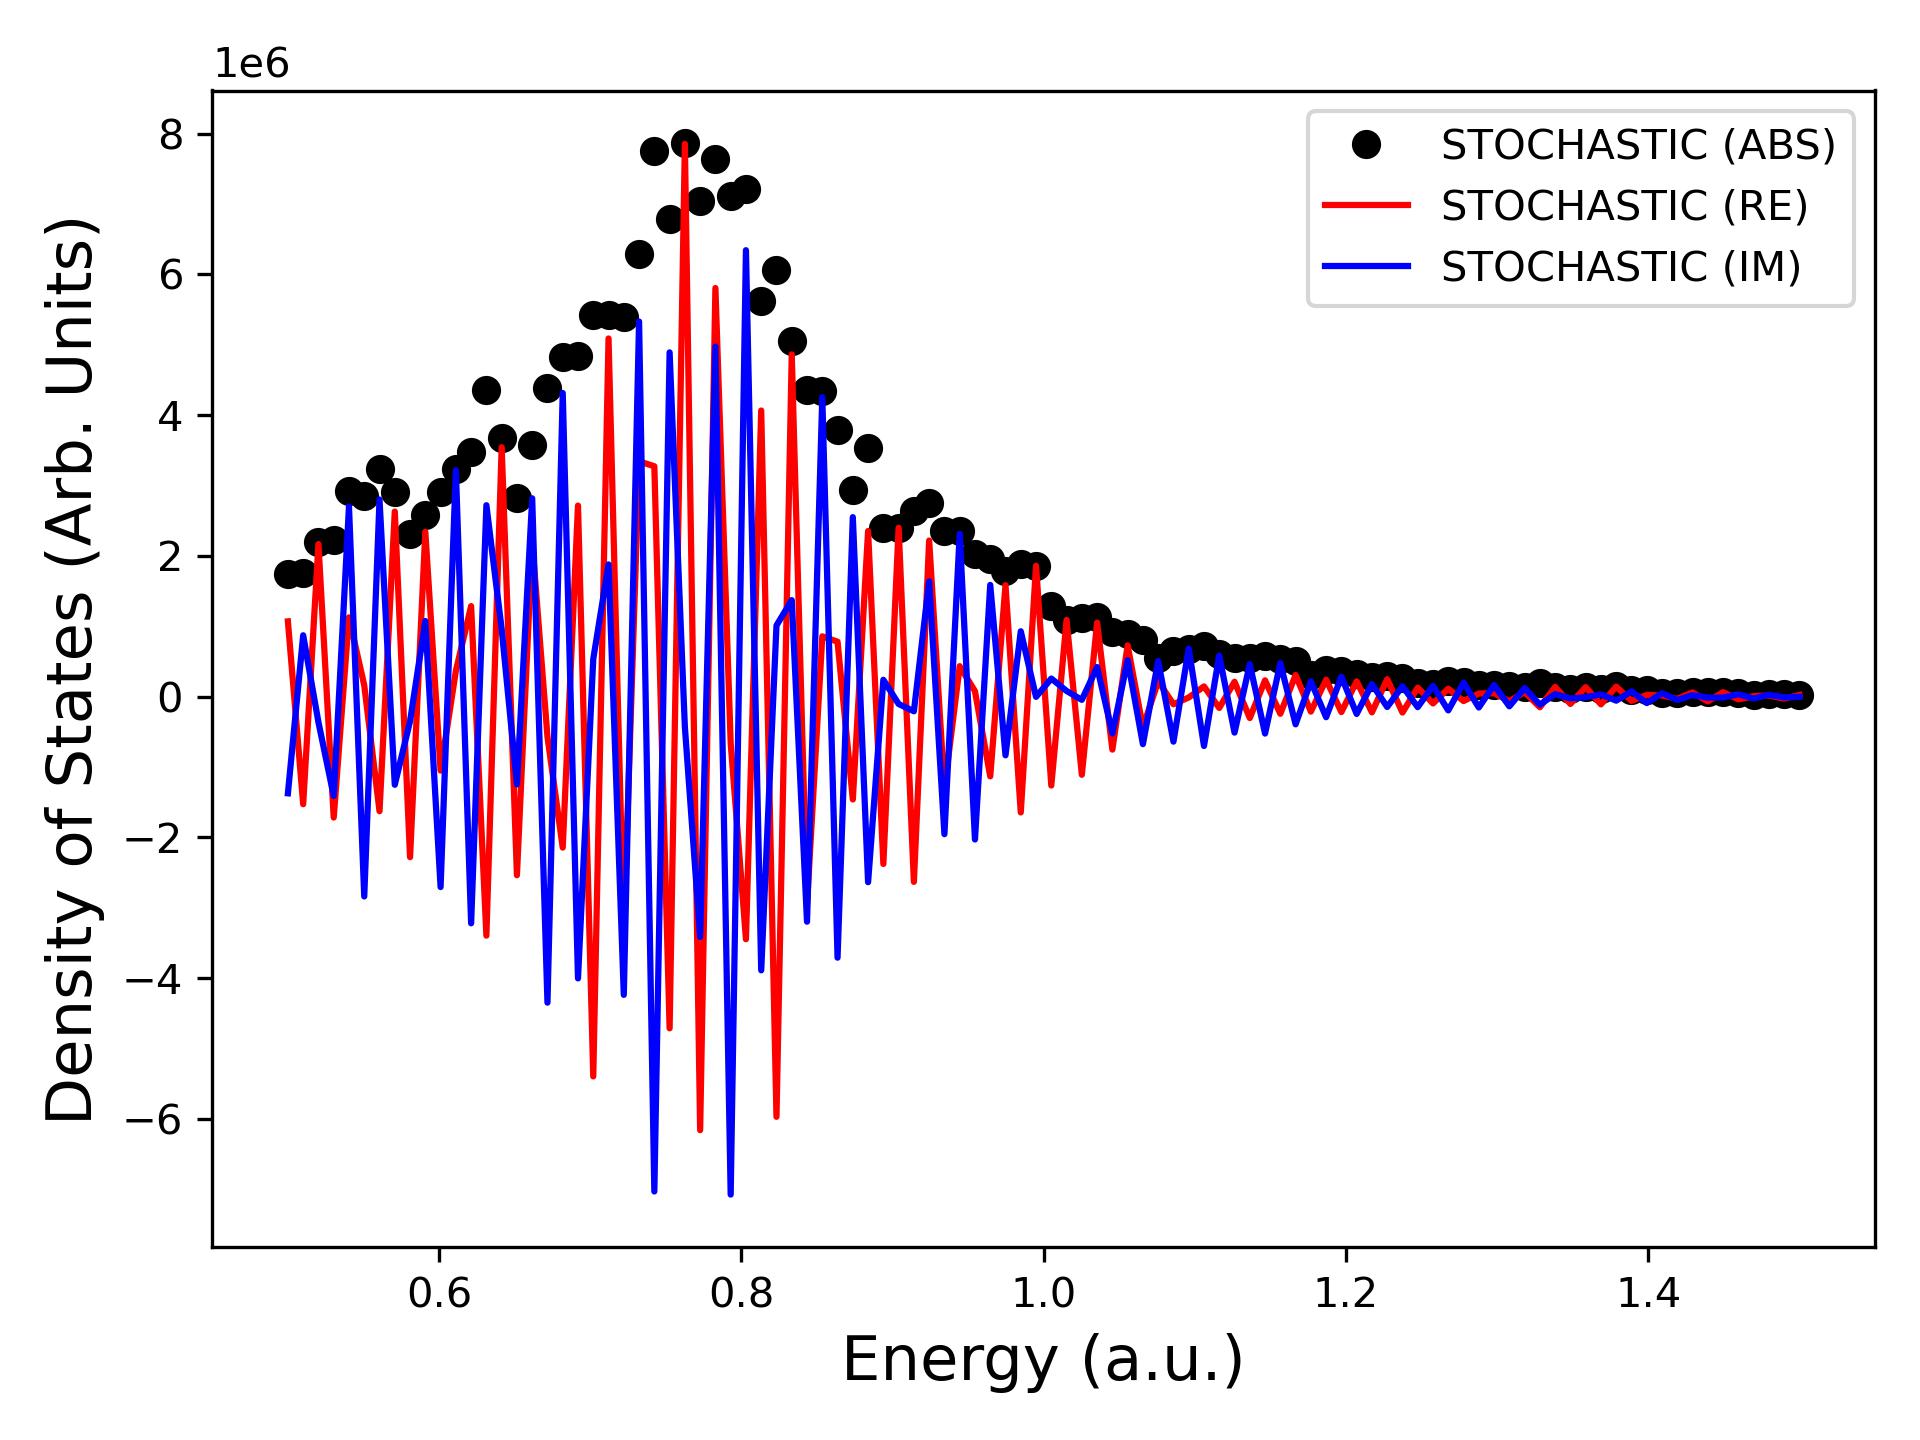 1e6
8
6
4
2
0
−2
−4
−6
Density of States (Arb. Units)
STOCHASTIC (ABS)
STOCHASTIC (RE)
STOCHASTIC (IM)
0.6 0.8 1.0 1.2 1.4
Energy (a.u.)